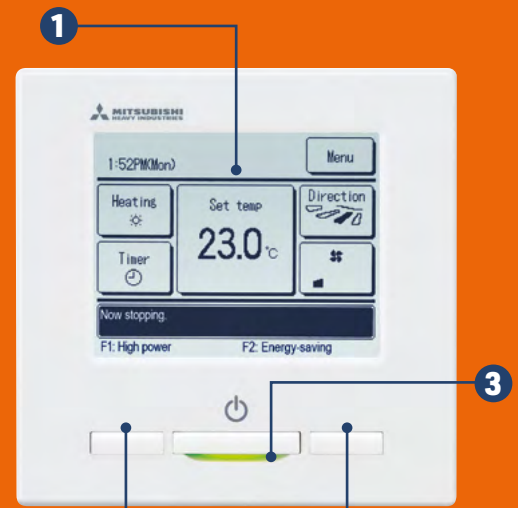 1
MITSUBISHI
HEAVY INDUSTRIES
1:52PM(Mon)
Menu
Heating
Set temp
Direction
23.0°C
Timer
Now stopping.
F1: High power
F2: Energy-saving
3